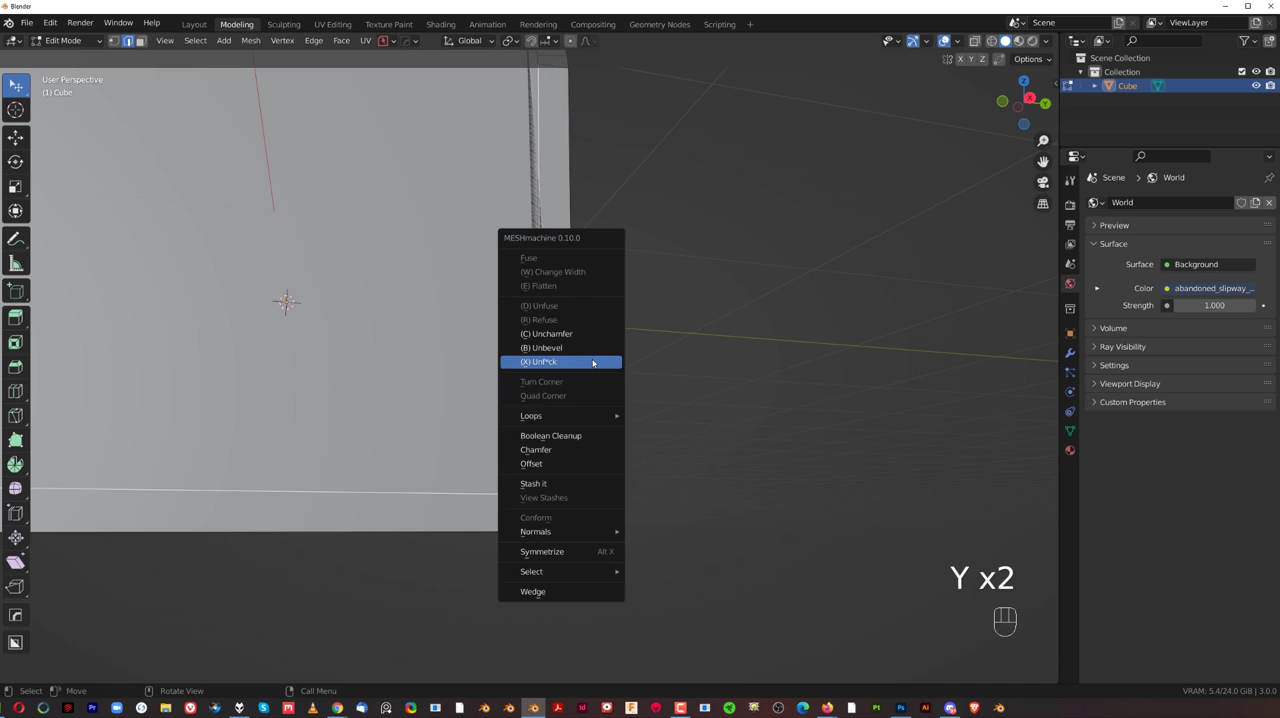 Blender
File Edit Render Window Help Layout Modeling Sculpting UV Editing Texture Paint Shading Animation Rendering Compositing Geometry Nodes Scripting + Scene ViewLayer
Edit Mode View Select Add Mesh Vertex Edge Face UV Global
X Y Z Options
User Perspective
(1) Cube
Z
X
Y
MESHmachine 0.10.0
Fuse
(W) Change Width
(E) Flatten
(D) Unfuse
(R) Refuse
(C) Unchamfer
(B) Unbevel
(X) Unf*ck
Turn Corner
Quad Corner
Loops
Boolean Cleanup
Chamfer
Offset
Stash it
View Stashes
Conform
Normals
Symmetrize Alt X
Select
Wedge
Y x2
Scene Collection
Collection
Cube
Scene > World
World
Preview
Surface
Surface Background
Color abandoned_slipway_...
Strength 1.000
Volume
Ray Visibility
Settings
Viewport Display
Custom Properties
Select Move Rotate View Call Menu VRAM: 5.4/24.0 GiB | 3.0.0